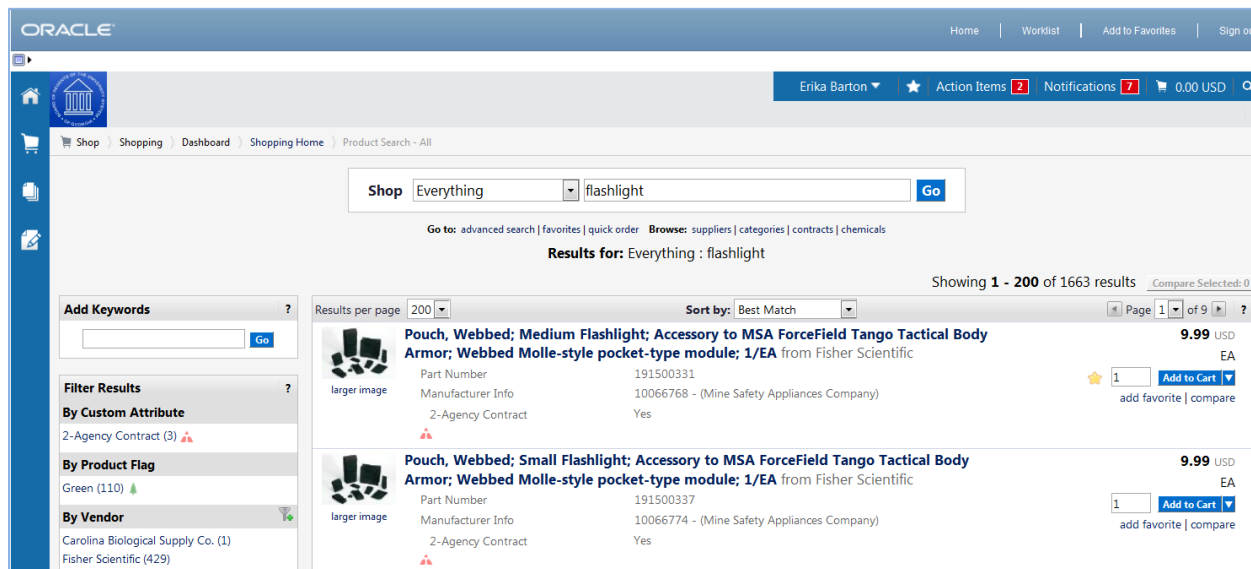 ORACLE
Home Worklist Add to Favorites Sign
Erika Barton Action Items 2 Notifications 7 0.00 USD
Shop Shopping Dashboard Shopping Home Product Search - All
Shop Everything flashlight Go
Go to: advanced search | favorites | quick order Browse: suppliers | categories | contracts | chemicals
Results for: Everything : flashlight
Showing 1 - 200 of 1663 results Compare Selected: 0
Add Keywords ?
Go
Filter Results ?
By Custom Attribute
2-Agency Contract (3)
By Product Flag
Green (110)
By Vendor
Carolina Biological Supply Co. (1)
Fisher Scientific (429)
Results per page 200 Sort by: Best Match Page 1 of 9 ?
Pouch, Webbed; Medium Flashlight; Accessory to MSA ForceField Tango Tactical Body
Armor; Webbed Molle-style pocket-type module; 1/EA from Fisher Scientific
larger image
Part Number 191500331
Manufacturer Info 10066768 - (Mine Safety Appliances Company)
2-Agency Contract Yes
9.99 USD
EA
1 Add to Cart
add favorite | compare
Pouch, Webbed; Small Flashlight; Accessory to MSA ForceField Tango Tactical Body
Armor; Webbed Molle-style pocket-type module; 1/EA from Fisher Scientific
larger image
Part Number 191500337
Manufacturer Info 10066774 - (Mine Safety Appliances Company)
2-Agency Contract Yes
9.99 USD
EA
1 Add to Cart
add favorite | compare